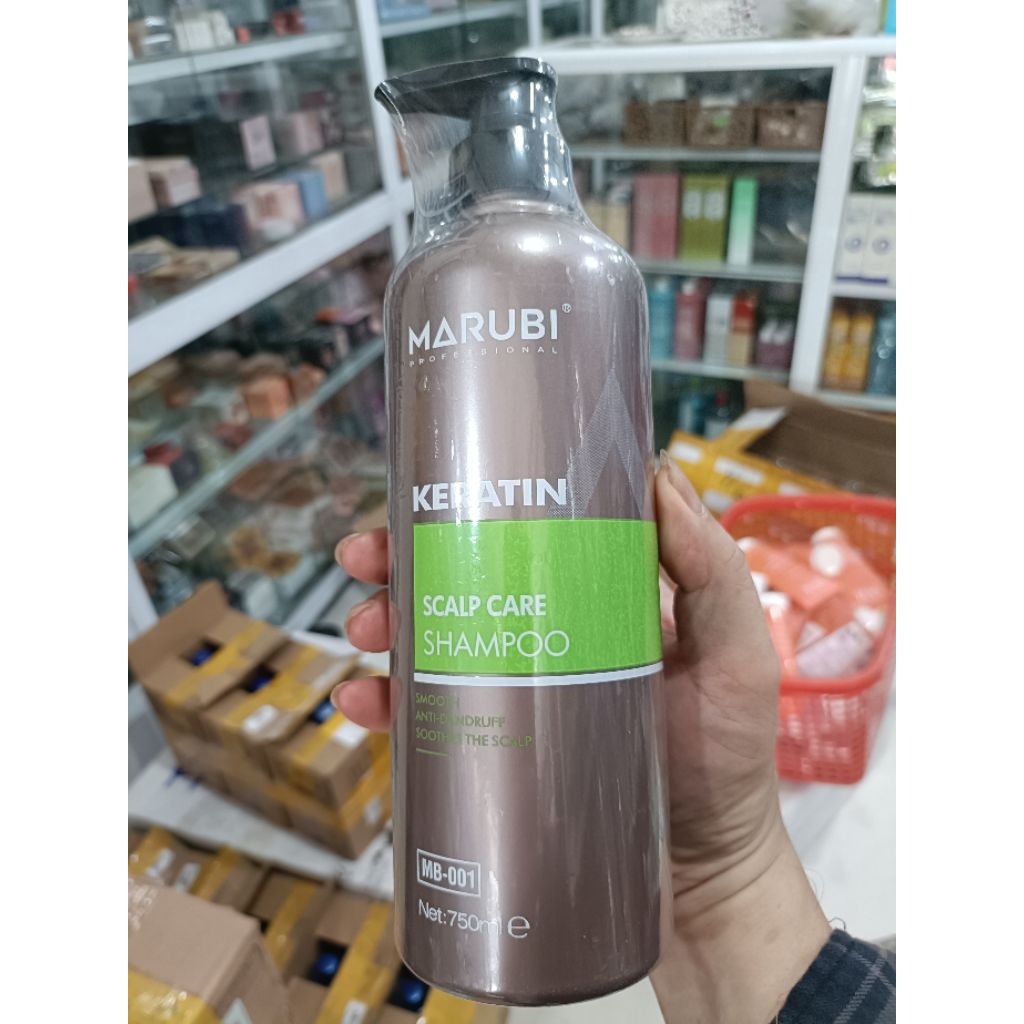 MARUBI®
PROFESSIONAL
KERATIN
SCALP CARE
SHAMPOO
SMOOTH
ANTI-DANDRUFF
SOOTHES THE SCALP
MB-001
Net:750ml ℮